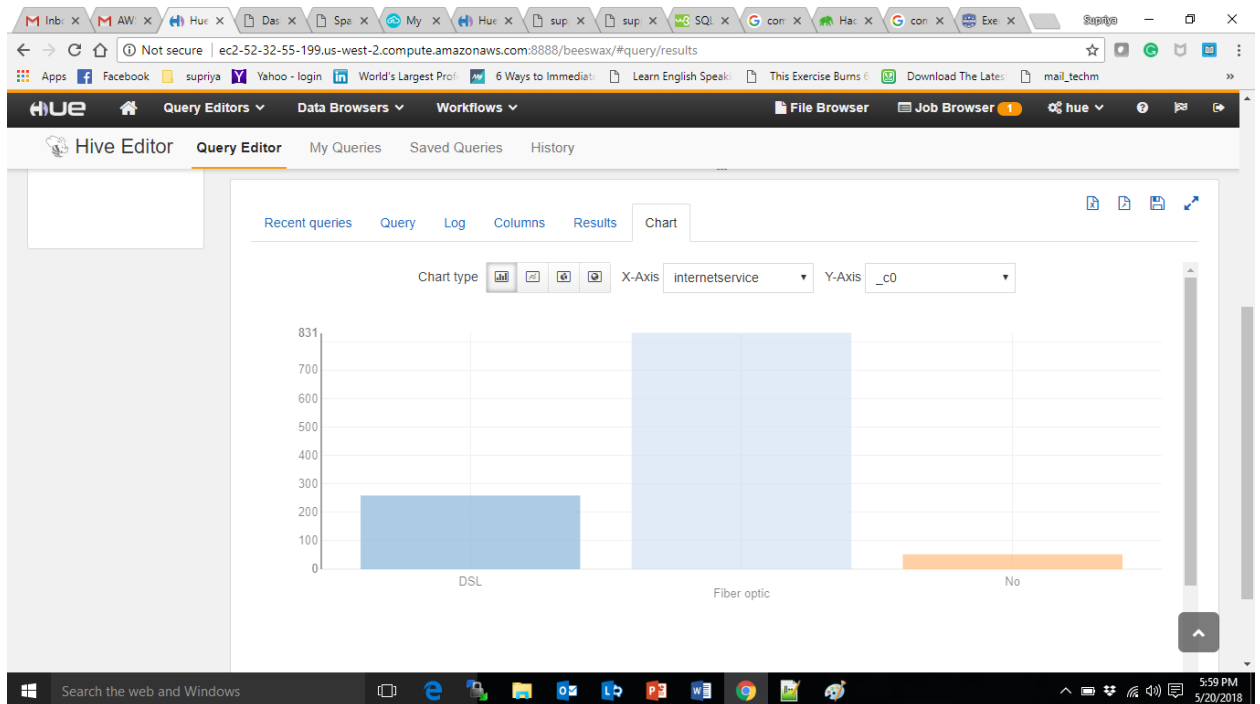 Inbc AW: Hue Das Spa My Hue sup sup SQL com Hac con Exe Supriya
Not secure ec2-52-32-55-199.us-west-2.compute.amazonaws.com:8888/beeswax/#query/results
Apps Facebook supriya Yahoo - login World's Largest Prof 6 Ways to Immediat Learn English Speaki This Exercise Burns 6 Download The Lates mail_techm »
HUE Query Editors Data Browsers Workflows File Browser Job Browser 1 hue
Hive Editor Query Editor My Queries Saved Queries History
Recent queries Query Log Columns Results Chart
Chart type X-Axis internetservice Y-Axis _c0
831
700
600
500
400
300
200
100
0
DSL Fiber optic No
Search the web and Windows
5:59 PM
5/20/2018